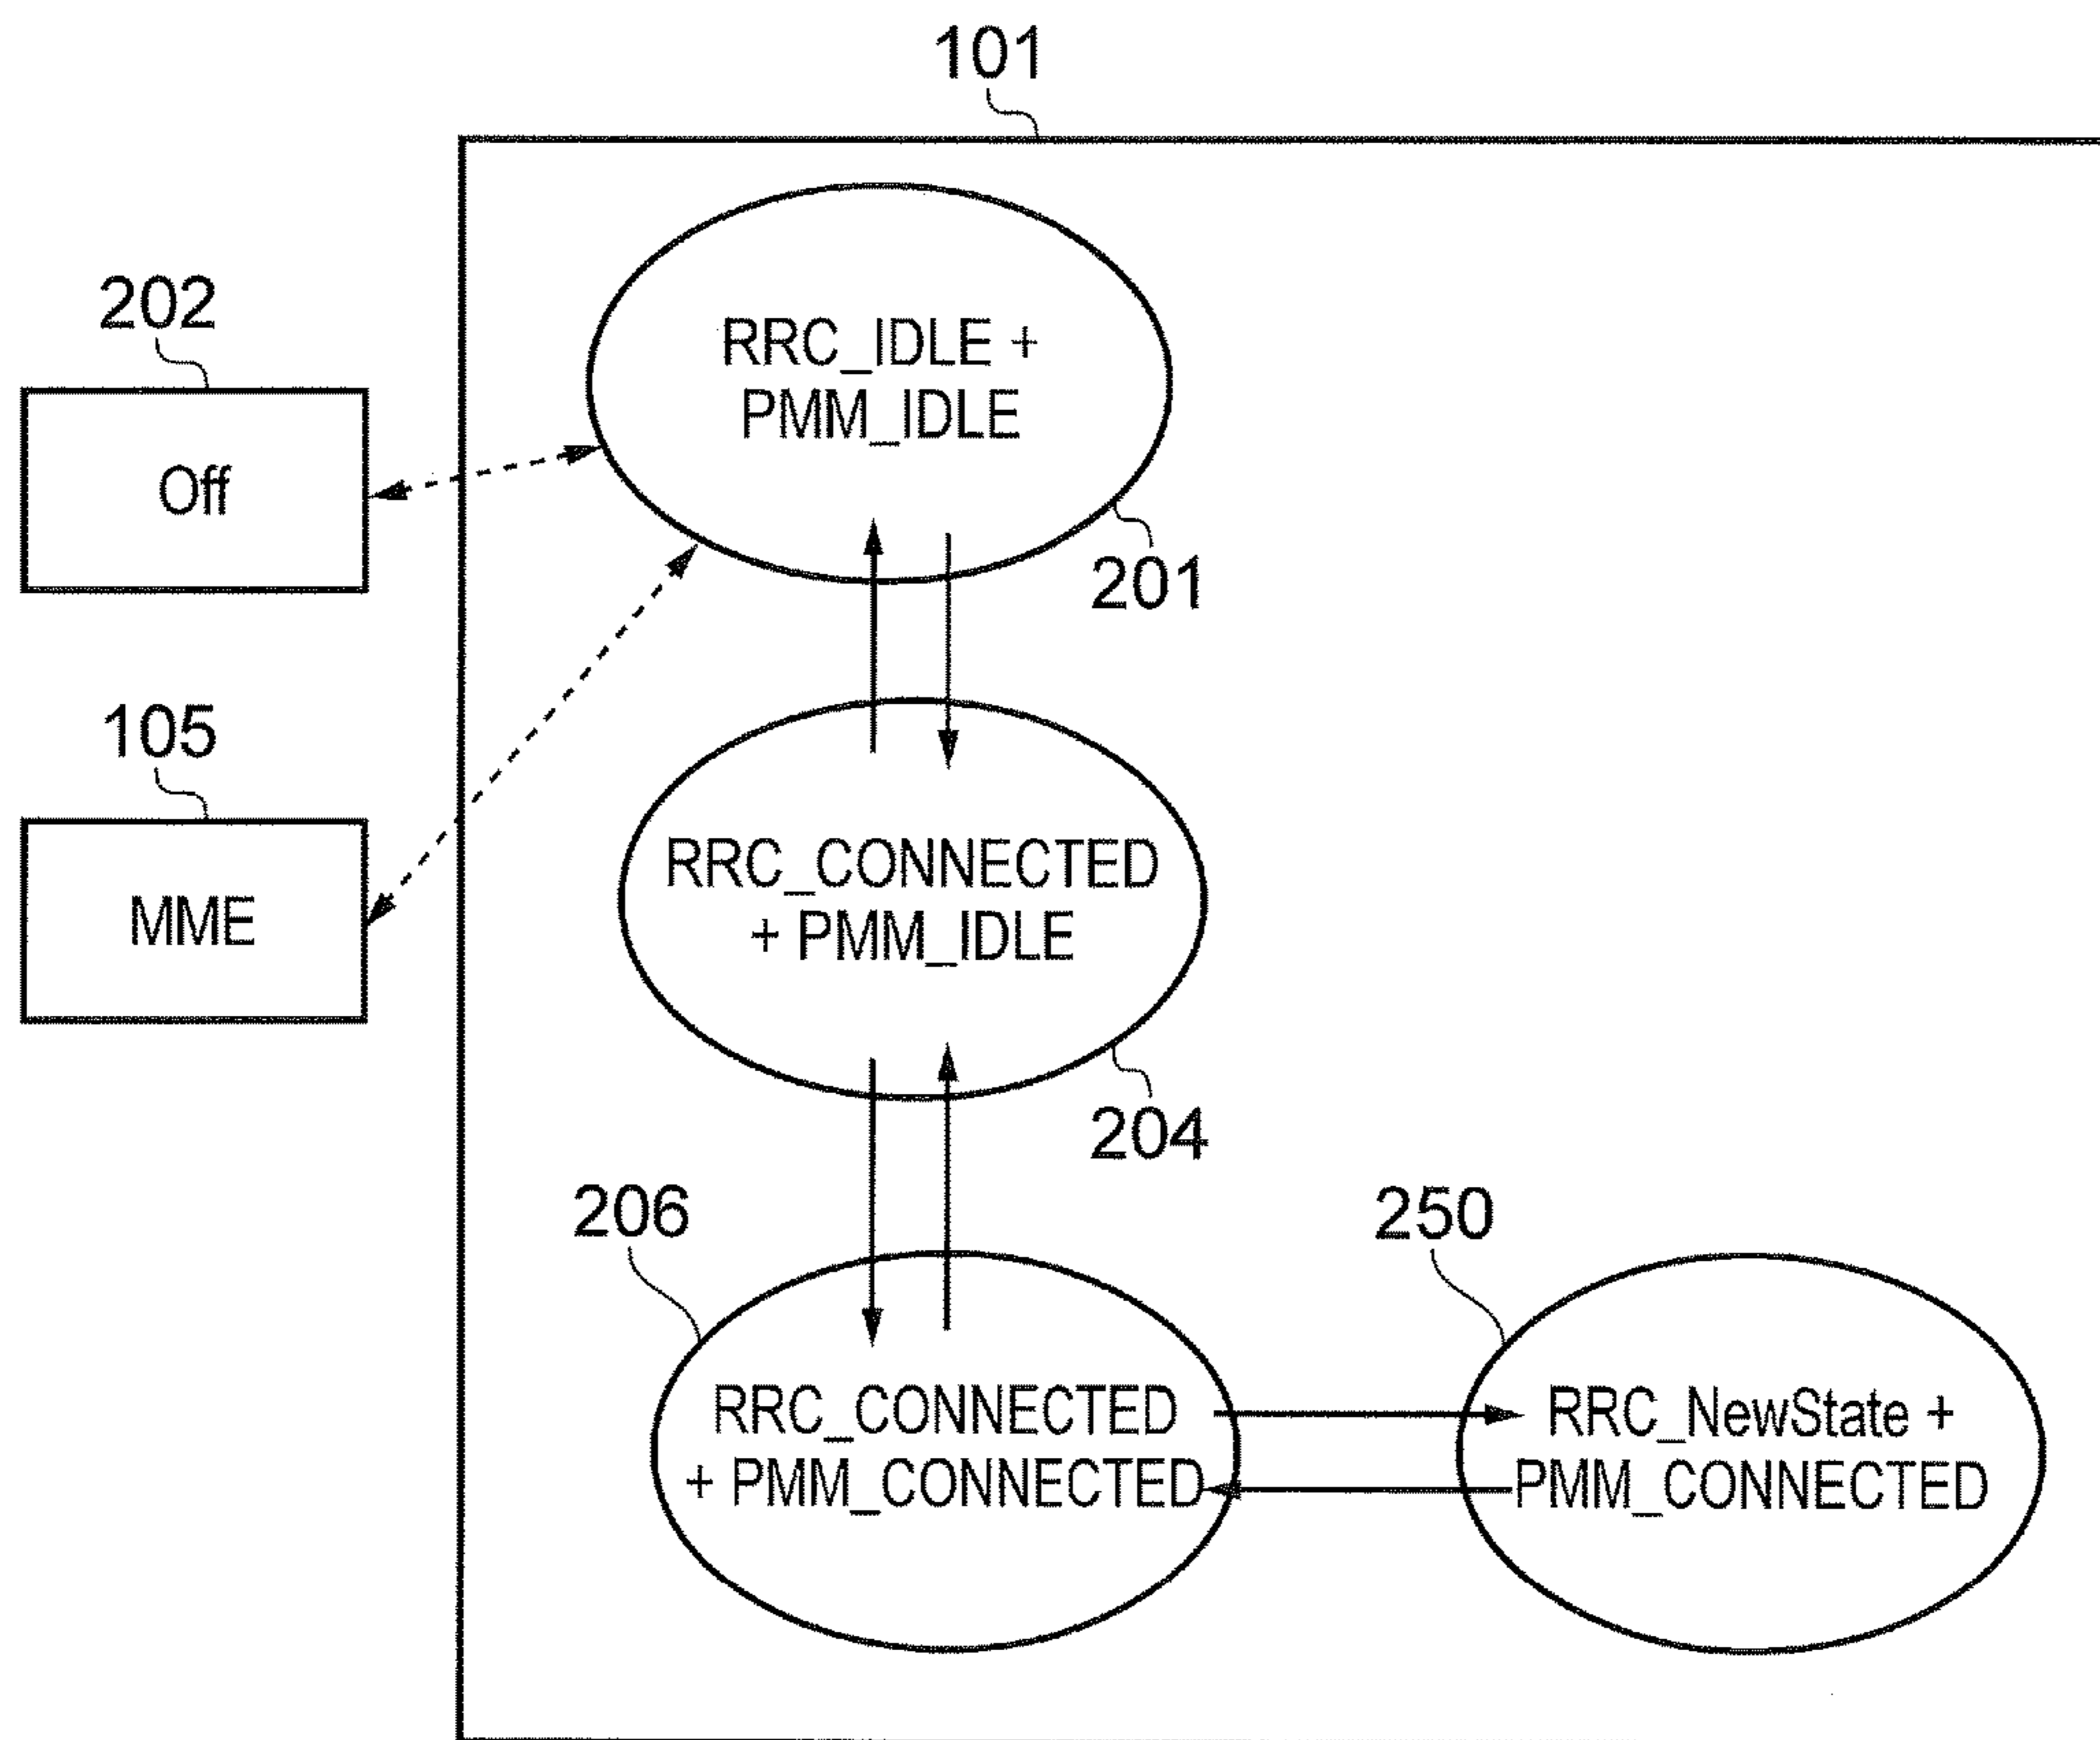 101
202
RRC_IDLE +
PMM_IDLE
Off
201
105
RRC_CONNECTED
+ PMM_IDLE
MME
204
206
250
RRC_CONNECTED
+ PMM_CONNECTED
RRC_NewState +
PMM_CONNECTED